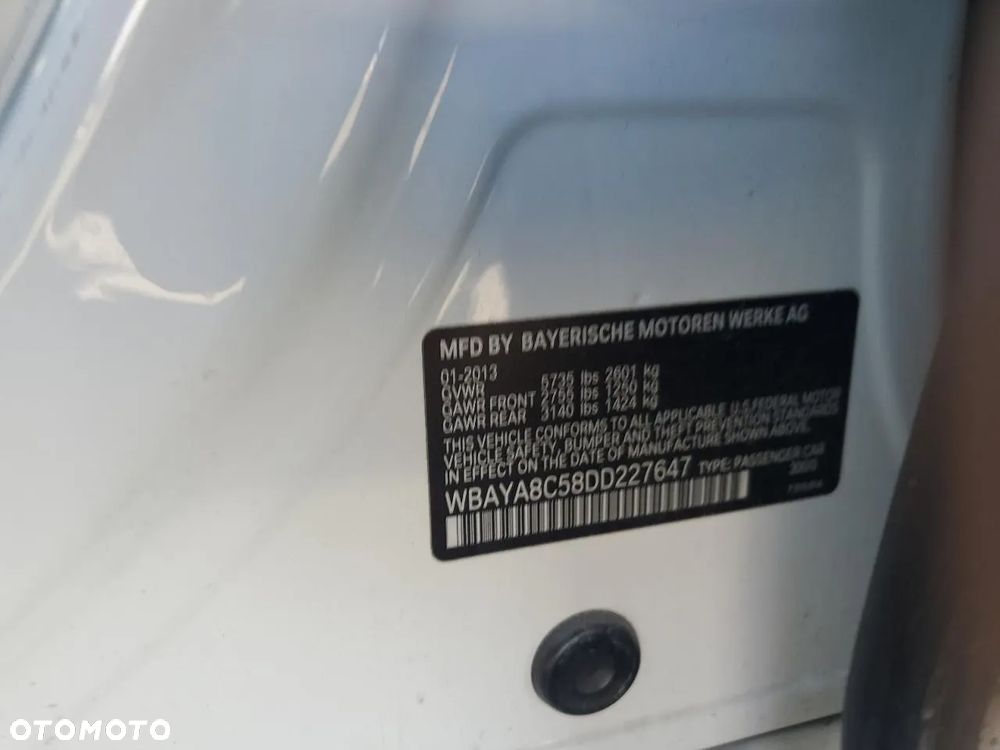 MFD BY BAYERISCHE MOTOREN WERKE AG
01-2013
GVWR 5735 lbs 2601 kg
GAWR FRONT 2755 lbs 1250 kg
GAWR REAR 3140 lbs 1424 kg
THIS VEHICLE CONFORMS TO ALL APPLICABLE U.S. FEDERAL MOTOR
VEHICLE SAFETY, BUMPER AND THEFT PREVENTION STANDARDS
IN EFFECT ON THE DATE OF MANUFACTURE SHOWN ABOVE.
WBAYA8C58DD227647 TYPE: PASSENGER CAR
OTOMOTO